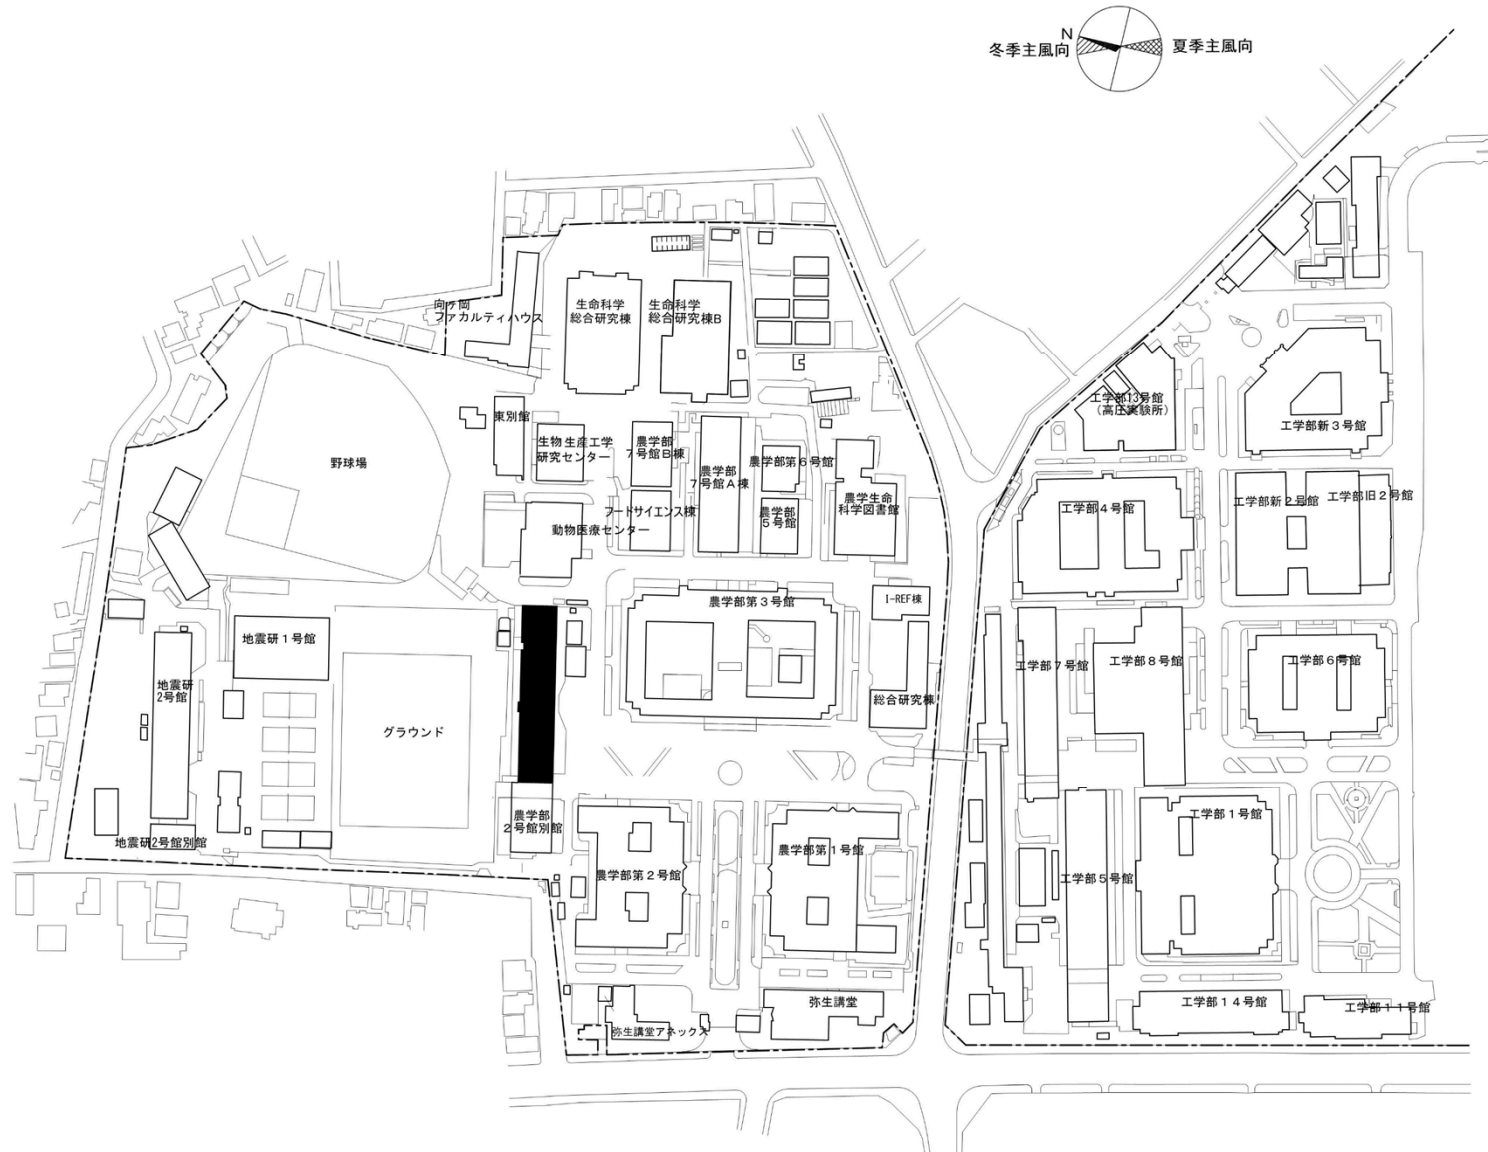 N
冬季主風向
夏季主風向
向ヶ岡
ファカルティハウス
生命科学
総合研究棟
生命科学
総合研究棟B
野球場
東別館
生物生産工学
研究センター
農学部
7号館B棟
農学部
7号館A棟
農学部第6号館
農学部
5号館
農学生命
科学図書館
フードサイエンス棟
動物医療センター
工学部13号館
(高圧実験所)
工学部新3号館
工学部4号館
工学部新2号館
工学部旧2号館
農学部第3号館
I-REF棟
総合研究棟
地震研1号館
地震研
2号館
グラウンド
工学部7号館
工学部8号館
工学部6号館
農学部
2号館別館
地震研2号館別館
農学部第2号館
農学部第1号館
工学部1号館
工学部5号館
弥生講堂アネックス
弥生講堂
工学部14号館
工学部11号館